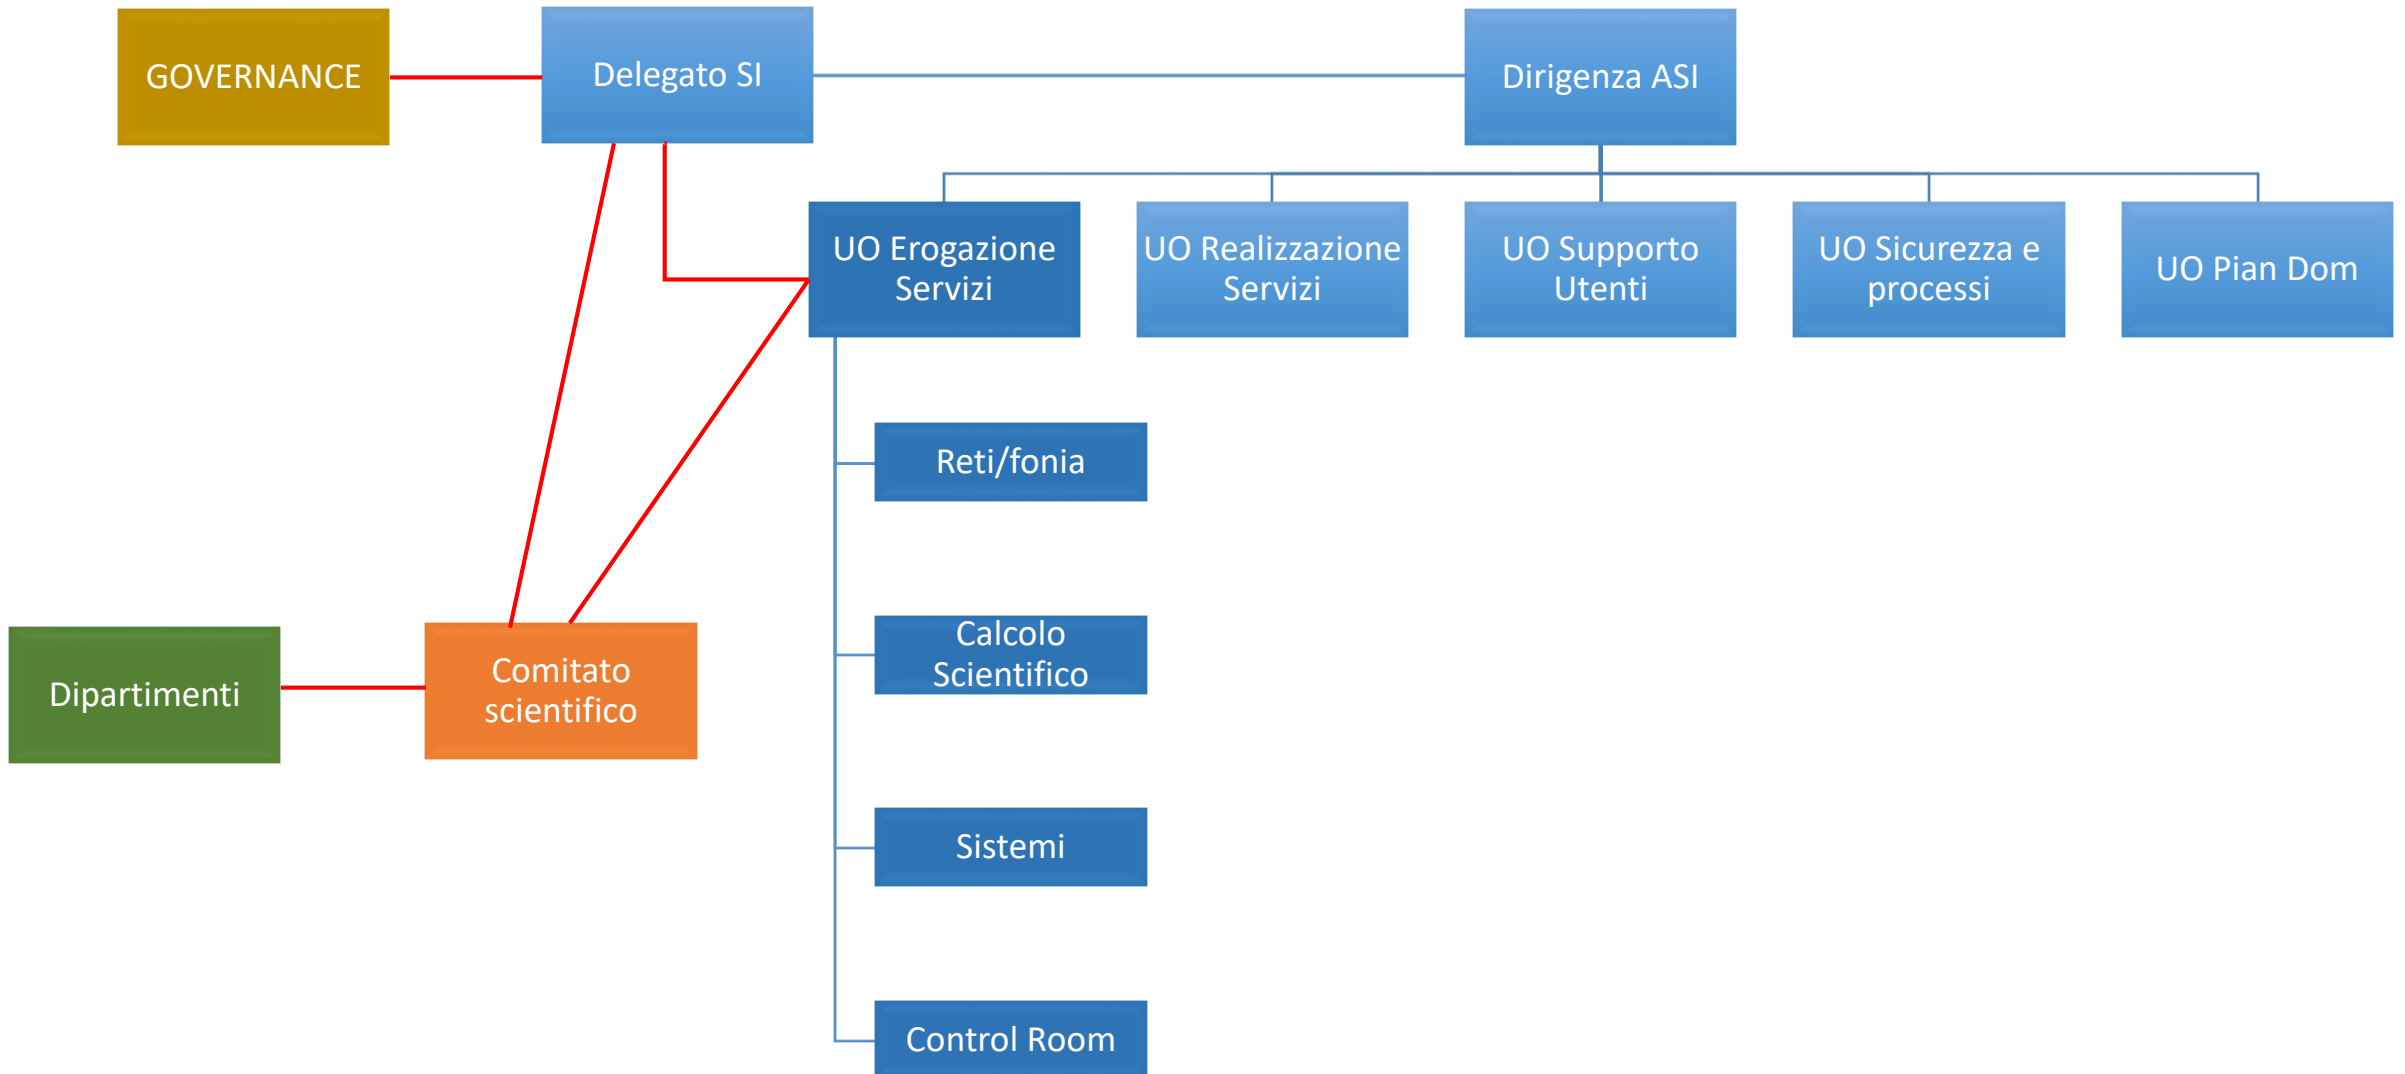 GOVERNANCE
Delegato SI
Dirigenza ASI
UO Erogazione
Servizi
UO Realizzazione
Servizi
UO Supporto
Utenti
UO Sicurezza e
processi
UO Pian Dom
Reti/fonia
Calcolo
Scientifico
Dipartimenti
Comitato
scientifico
Sistemi
Control Room